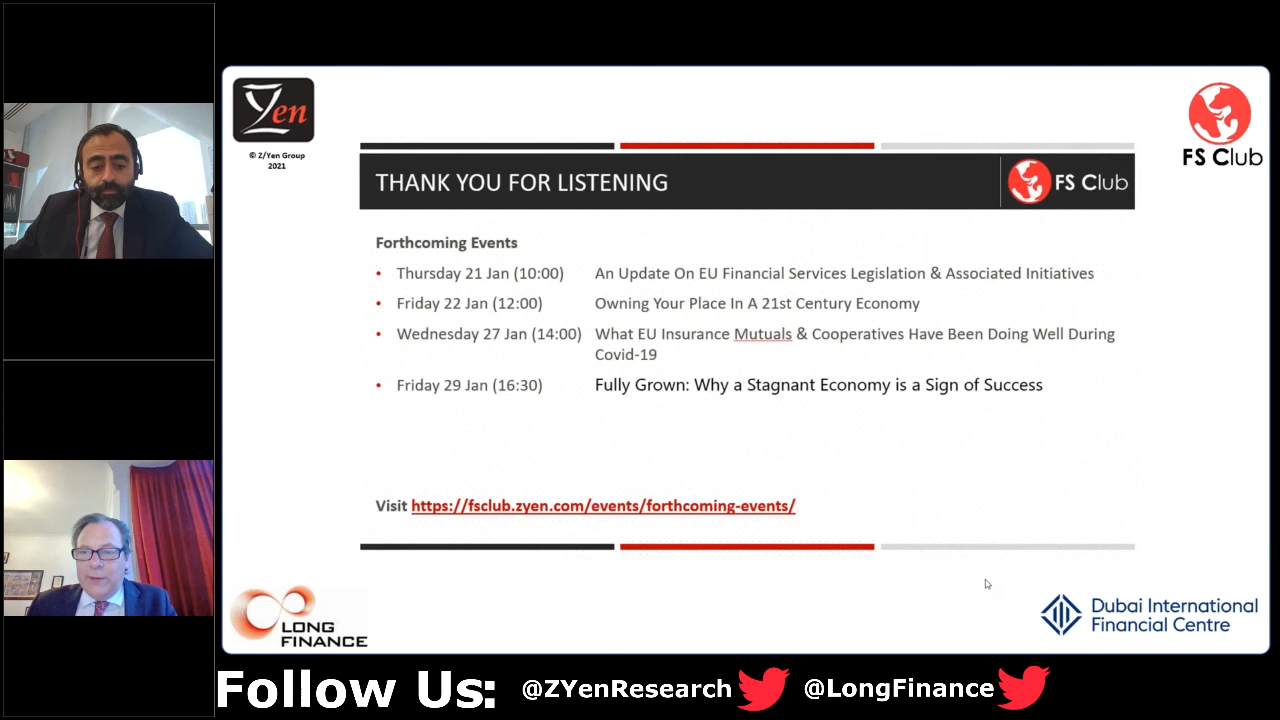 Zen
© Z/Yen Group
2021
FS Club
THANK YOU FOR LISTENING
FS Club
Forthcoming Events
• Thursday 21 Jan (10:00) An Update On EU Financial Services Legislation & Associated Initiatives
• Friday 22 Jan (12:00) Owning Your Place In A 21st Century Economy
• Wednesday 27 Jan (14:00) What EU Insurance Mutuals & Cooperatives Have Been Doing Well During
Covid-19
• Friday 29 Jan (16:30) Fully Grown: Why a Stagnant Economy is a Sign of Success
Visit https://fsclub.zyen.com/events/forthcoming-events/
LONG
FINANCE
Dubai International
Financial Centre
Follow Us: @ZYenResearch @LongFinance